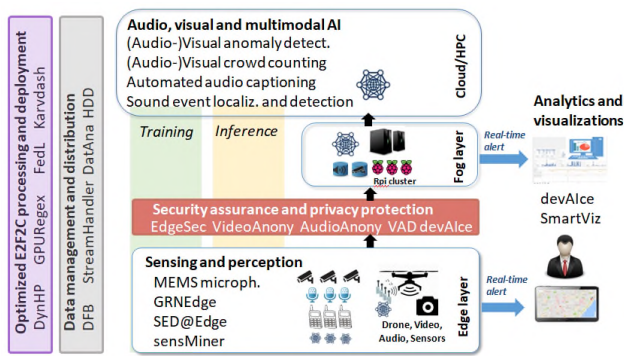 Optimized E2F2C processing and deployment
DynHP GPURegex FedL Karvdash
Data management and distribution
DFB StreamHandler DatAna HDD
Audio, visual and multimodal AI
(Audio-)Visual anomaly detect.
(Audio-)Visual crowd counting
Automated audio captioning
Sound event localiz. and detection
Cloud/HPC
Training Inference
Rpi cluster
Fog layer
Real-time
alert
Analytics and
visualizations
devAIce
SmartViz
Security assurance and privacy protection
EdgeSec VideoAnony AudioAnony VAD devAIce
Sensing and perception
MEMS microph.
GRNEdge
SED@Edge
sensMiner
Drone, Video,
Audio, Sensors
Edge layer
Real-time
alert